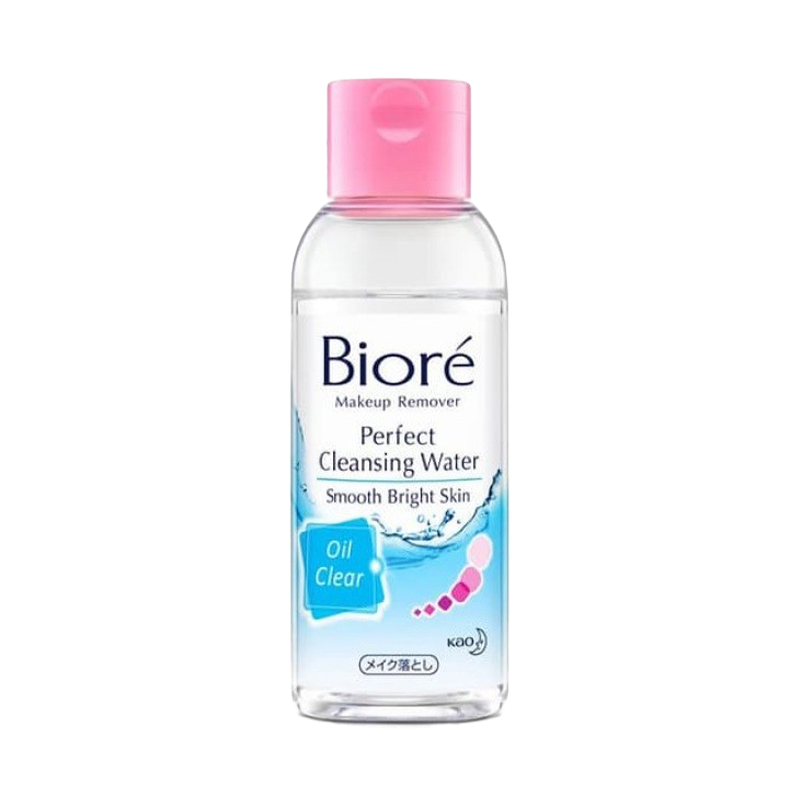 Bioré
Makeup Remover
Perfect
Cleansing Water
Smooth Bright Skin
Oil
Clear
Kao
メイク落とし